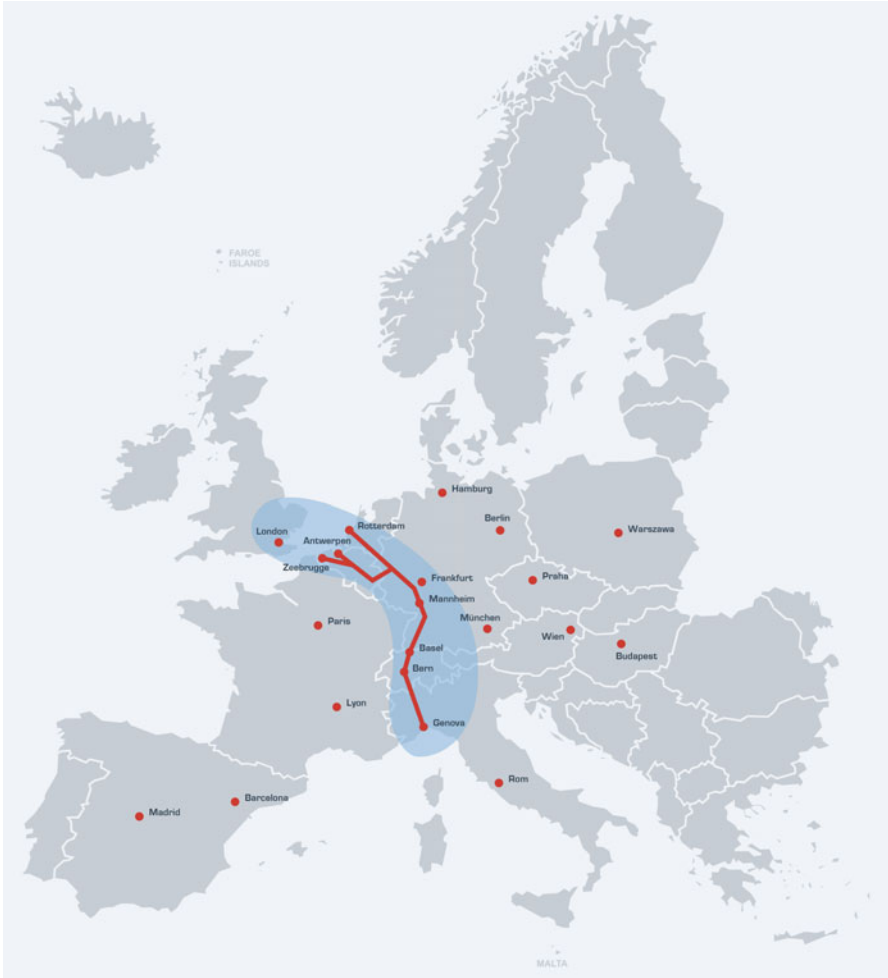 FAROE
ISLANDS
Hamburg
London
Rotterdam
Berlin
Warszawa
Antwerpen
Zeebrugge
Frankfurt
Praha
Mannheim
Paris
München
Wien
Basel
Budapest
Bern
Lyon
Genova
Rom
Barcelona
Madrid
MALTA